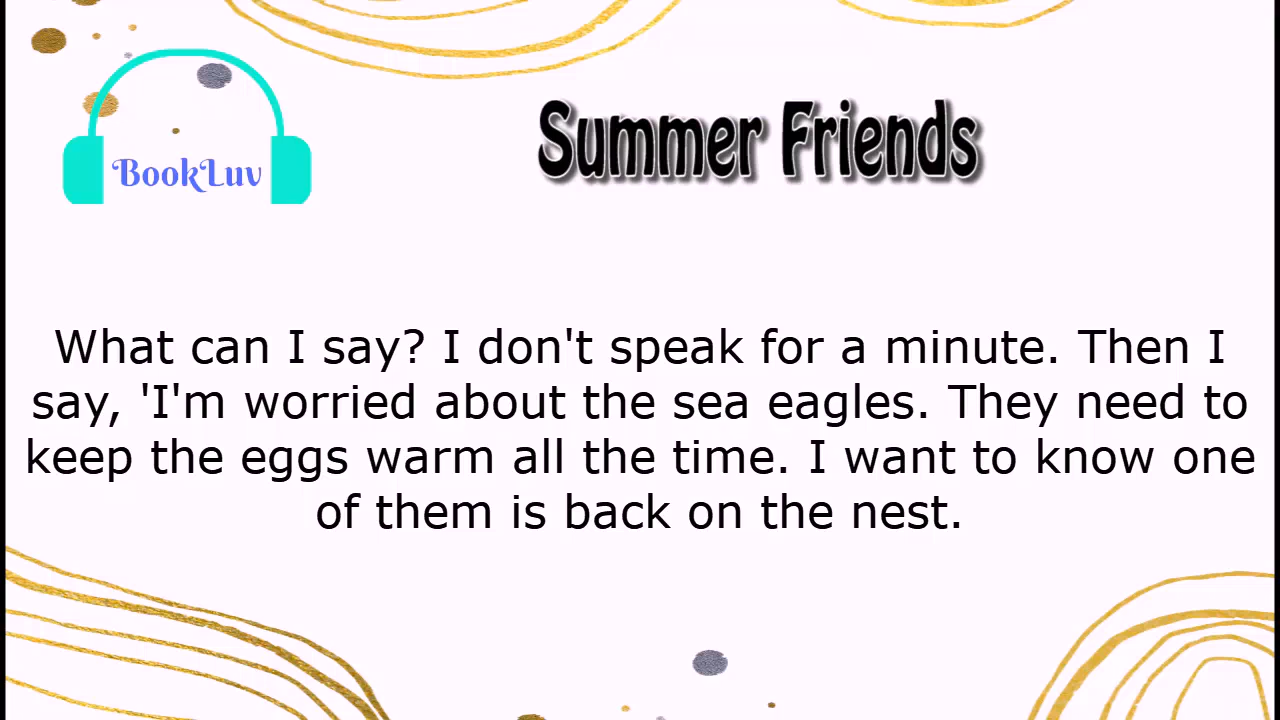 Summer Friends
BookLuv
What can I say? I don't speak for a minute. Then I
say, 'I'm worried about the sea eagles. They need to
keep the eggs warm all the time. I want to know one
of them is back on the nest.